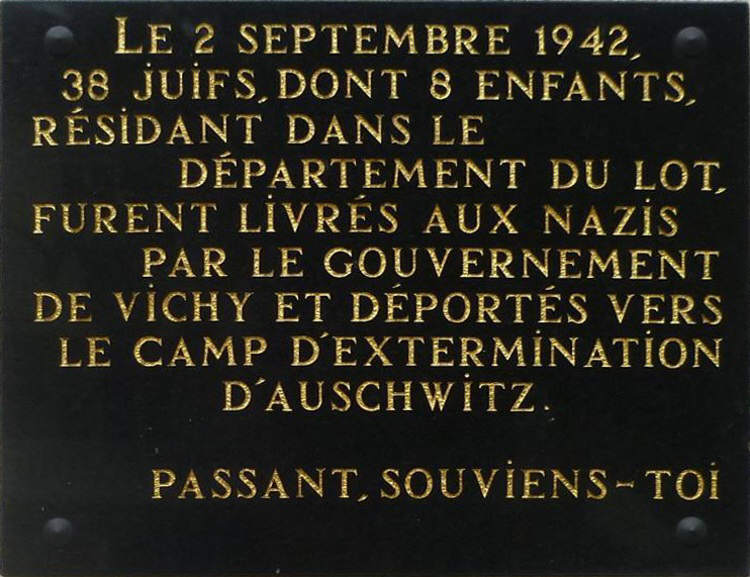 LE 2 SEPTEMBRE 1942,
38 JUIFS, DONT 8 ENFANTS,
RÉSIDANT DANS LE
DÉPARTEMENT DU LOT,
FURENT LIVRÉS AUX NAZIS
PAR LE GOUVERNEMENT
DE VICHY ET DÉPORTÉS VERS
LE CAMP D'EXTERMINATION
D'AUSCHWITZ.
PASSANT, SOUVIENS-TOI